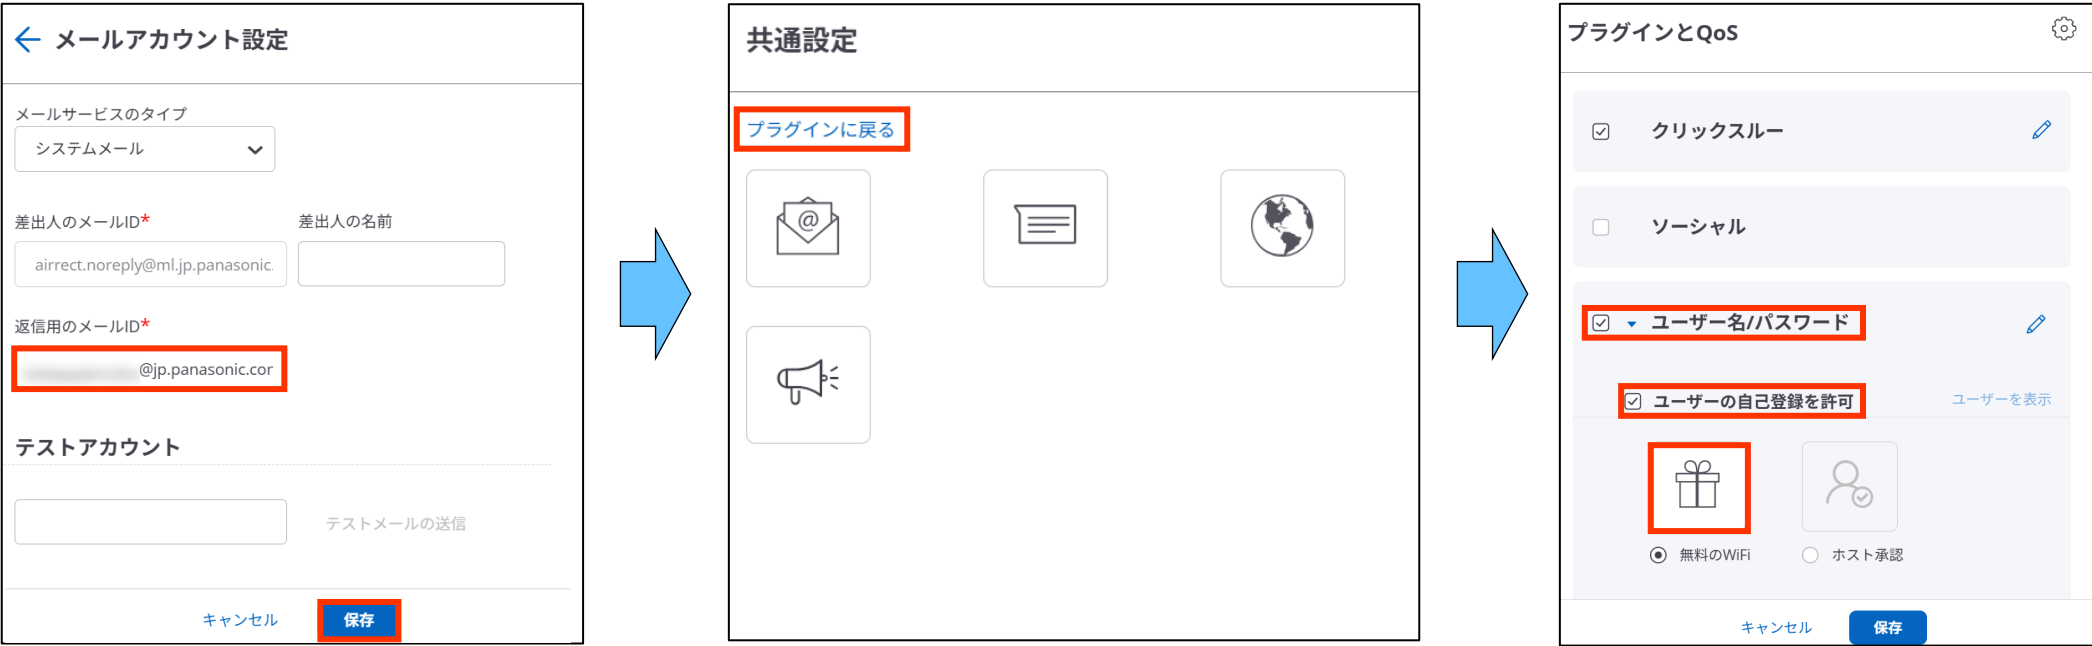 メールアカウント設定
メールサービスのタイプ
システムメール
差出人のメールID*
差出人の名前
airrect.noreply@ml.jp.panasonic.
返信用のメールID*
@jp.panasonic.cor
テストアカウント
テストメールの送信
キャンセル
保存
共通設定
プラグインに戻る
@
プラグインとQoS
クリックスルー
ソーシャル
ユーザー名/パスワード
ユーザーの自己登録を許可
ユーザーを表示
無料のWiFi
ホスト承認
キャンセル
保存